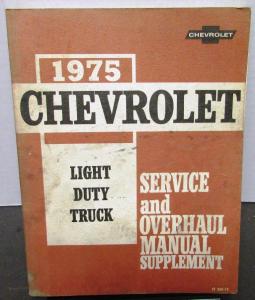 CHEVROLET
1975
CHEVROLET
LIGHT
DUTY
TRUCK
SERVICE
and
OVERHAUL
MANUAL
SUPPLEMENT